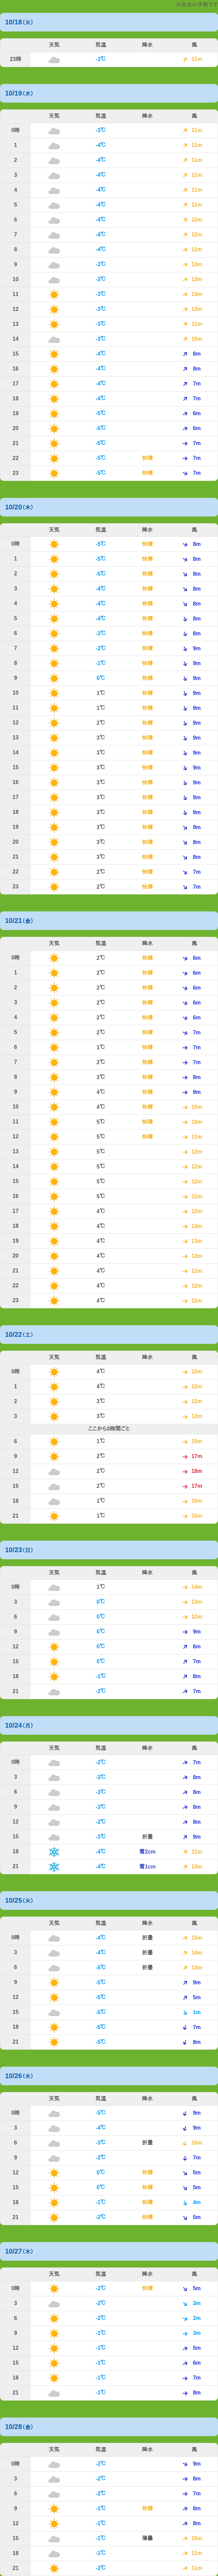 10/18(火)
天気 気温 降水 風
23時 -3℃ 11m
10/19(水)
天気 気温 降水 風
0時 -3℃ 11m
1 -4℃ 11m
2 -4℃ 11m
3 -4℃ 11m
4 -4℃ 11m
5 -4℃ 11m
6 -4℃ 12m
7 -4℃ 12m
8 -4℃ 12m
9 -3℃ 13m
10 -3℃ 13m
11 -3℃ 13m
12 -3℃ 13m
13 -3℃ 11m
14 -3℃ 10m
15 -4℃ 8m
16 -4℃ 8m
17 -4℃ 7m
18 -4℃ 7m
19 -5℃ 6m
20 -5℃ 6m
21 -5℃ 7m
22 -5℃ 快晴 7m
23 -5℃ 快晴 7m
10/20(木)
天気 気温 降水 風
0時 -5℃ 快晴 8m
1 -5℃ 快晴 8m
2 -5℃ 快晴 8m
3 -4℃ 快晴 8m
4 -4℃ 快晴 8m
5 -4℃ 快晴 8m
6 -3℃ 快晴 8m
7 -2℃ 快晴 9m
8 -1℃ 快晴 9m
9 0℃ 快晴 9m
10 1℃ 快晴 9m
11 1℃ 快晴 9m
12 2℃ 快晴 9m
13 3℃ 快晴 9m
14 3℃ 快晴 9m
15 3℃ 快晴 9m
16 3℃ 快晴 9m
17 3℃ 快晴 9m
18 3℃ 快晴 9m
19 3℃ 快晴 9m
20 3℃ 快晴 8m
21 3℃ 快晴 8m
22 2℃ 快晴 7m
23 2℃ 快晴 7m
10/21(金)
天気 気温 降水 風
0時 2℃ 快晴 6m
1 2℃ 快晴 6m
2 2℃ 快晴 6m
3 2℃ 快晴 6m
4 2℃ 快晴 6m
5 2℃ 快晴 7m
6 1℃ 快晴 7m
7 2℃ 快晴 7m
8 3℃ 快晴 8m
9 4℃ 快晴 9m
10 4℃ 快晴 10m
11 5℃ 快晴 10m
12 5℃ 快晴 11m
13 5℃ 12m
14 5℃ 12m
15 5℃ 12m
16 5℃ 12m
17 4℃ 12m
18 4℃ 13m
19 4℃ 13m
20 4℃ 12m
21 4℃ 12m
22 4℃ 12m
23 4℃ 12m
10/22(土)
天気 気温 降水 風
0時 4℃ 12m
1 4℃ 12m
2 3℃ 12m
3 3℃ 12m
ここから3時間ごと
6 1℃ 15m
9 2℃ 17m
12 2℃ 18m
15 2℃ 17m
18 1℃ 15m
21 1℃ 15m
10/23(日)
天気 気温 降水 風
0時 1℃ 14m
3 0℃ 13m
6 0℃ 12m
9 0℃ 9m
12 0℃ 6m
15 0℃ 7m
18 -1℃ 8m
21 -2℃ 7m
10/24(月)
天気 気温 降水 風
0時 -2℃ 7m
3 -3℃ 8m
6 -3℃ 8m
9 -3℃ 8m
12 -2℃ 8m
15 -3℃ 折曇 9m
18 -4℃ 雪2cm 11m
21 -4℃ 雪1cm 13m
10/25(火)
天気 気温 降水 風
0時 -4℃ 折曇 15m
3 -4℃ 折曇 14m
6 -5℃ 折曇 13m
9 -5℃ 9m
12 -5℃ 5m
15 -5℃ 1m
18 -5℃ 7m
21 -5℃ 8m
10/26(水)
天気 気温 降水 風
0時 -5℃ 9m
3 -4℃ 9m
6 -3℃ 折曇 10m
9 -2℃ 7m
12 0℃ 快晴 5m
15 0℃ 快晴 5m
18 -1℃ 快晴 4m
21 -2℃ 快晴 5m
10/27(木)
天気 気温 降水 風
0時 -2℃ 快晴 5m
3 -2℃ 3m
6 -2℃ 2m
9 -1℃ 3m
12 -1℃ 5m
15 -1℃ 6m
18 -1℃ 7m
21 -1℃ 8m
10/28(金)
天気 気温 降水 風
0時 -2℃ 9m
3 -2℃ 8m
6 -2℃ 7m
9 -1℃ 快晴 8m
12 -1℃ 8m
15 -1℃ 薄曇 10m
18 -1℃ 11m
21 -2℃ 11m